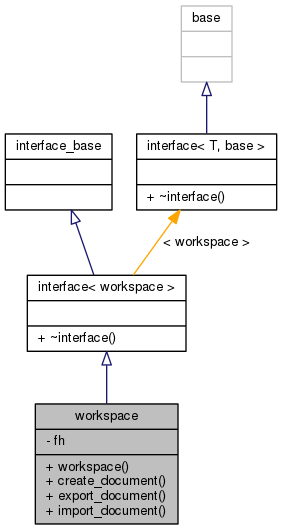 base
interface_base
interface< T, base >
+ ~interface()
< workspace >
interface< workspace >
+ ~interface()
workspace
- fh
+ workspace()
+ create_document()
+ export_document()
+ import_document()